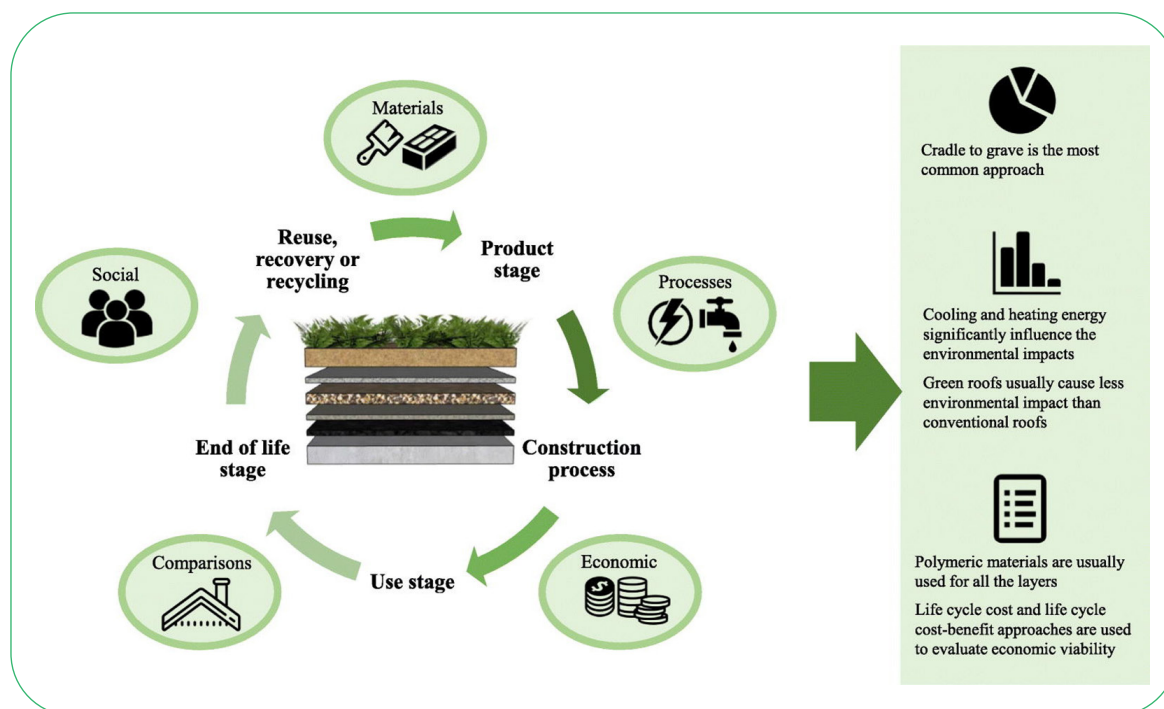 Materials
Reuse,
recovery or
recycling
Product
stage
Social
Processes
End of life
stage
Construction
process
Comparisons
Use stage
Economic
Cradle to grave is the most
common approach
Cooling and heating energy
significantly influence the
environmental impacts
Green roofs usually cause less
environmental impact than
conventional roofs
Polymeric materials are usually
used for all the layers
Life cycle cost and life cycle
cost-benefit approaches are used
to evaluate economic viability